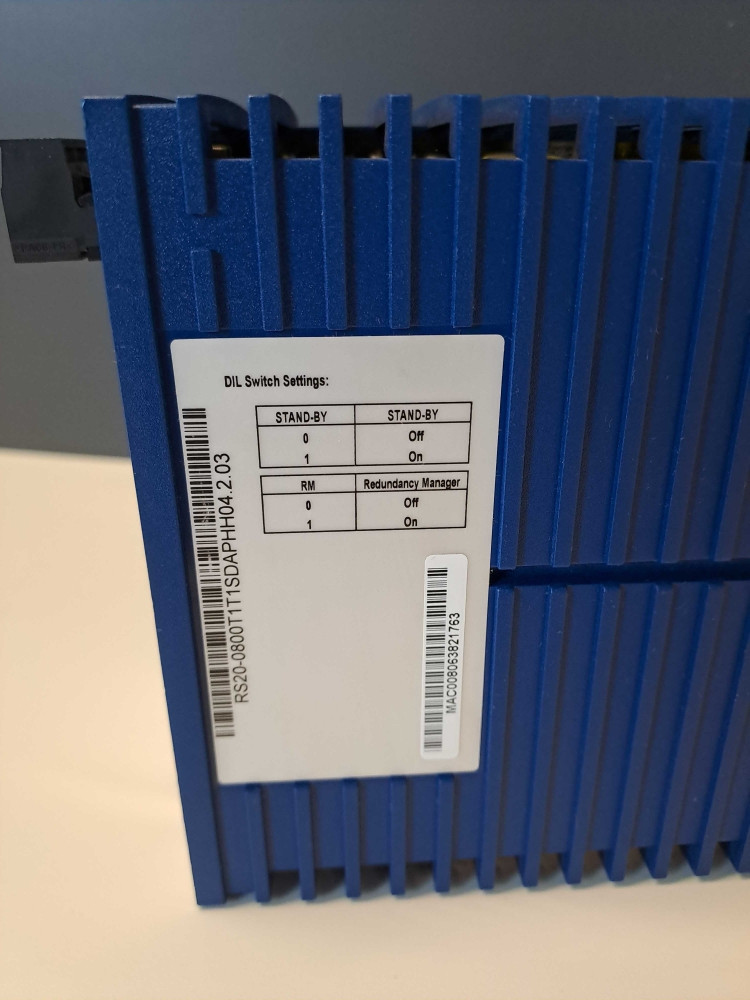 DIL Switch Settings:
STAND-BY STAND-BY
0 Off
1 On
RM Redundancy Manager
0 Off
1 On
RS20-0800T1T1SDAPHH04.2.03
MAC008063821763